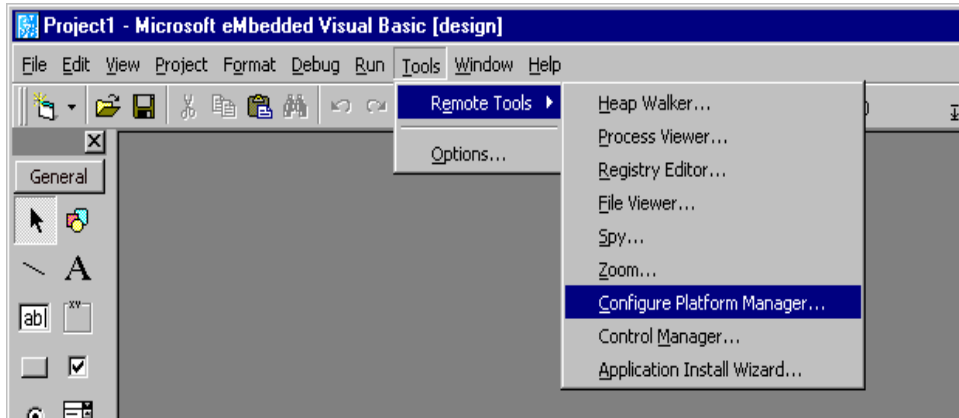 Project1 - Microsoft eMbedded Visual Basic [design]
File Edit View Project Format Debug Run Tools Window Help
Remote Tools
Options...
Heap Walker...
Process Viewer...
Registry Editor...
File Viewer...
Spy...
Zoom...
Configure Platform Manager...
Control Manager...
Application Install Wizard...
General
A
ab|
xy